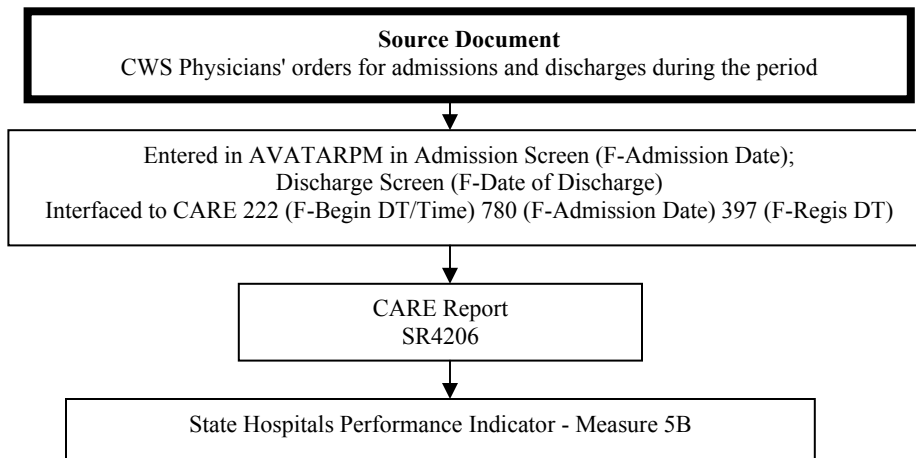 Source Document
CWS Physicians' orders for admissions and discharges during the period
Entered in AVATARPM in Admission Screen (F-Admission Date);
Discharge Screen (F-Date of Discharge)
Interfaced to CARE 222 (F-Begin DT/Time) 780 (F-Admission Date) 397 (F-Regis DT)
CARE Report
SR4206
State Hospitals Performance Indicator - Measure 5B